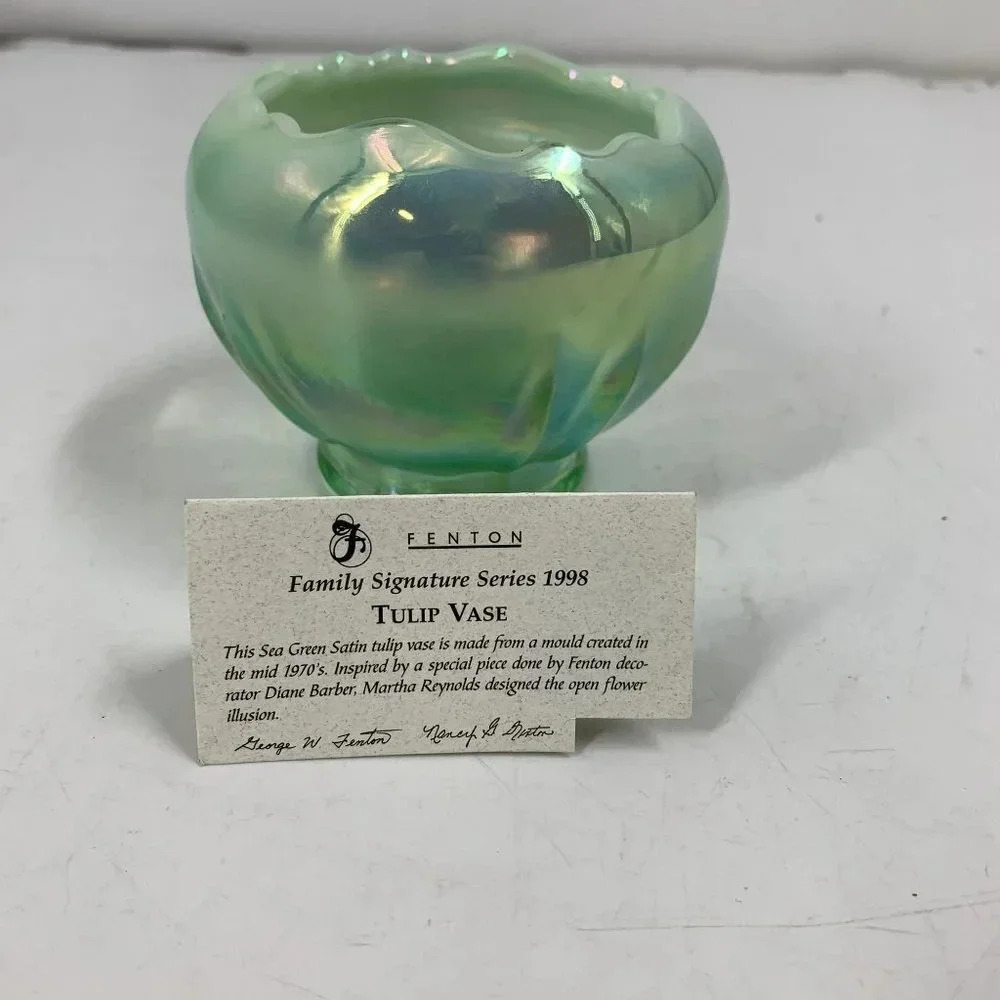 F FENTON
Family Signature Series 1998
TULIP VASE
This Sea Green Satin tulip vase is made from a mould created in
the mid 1970's. Inspired by a special piece done by Fenton deco-
rator Diane Barber, Martha Reynolds designed the open flower
illusion.
George W Fenton Nancy G Fenton